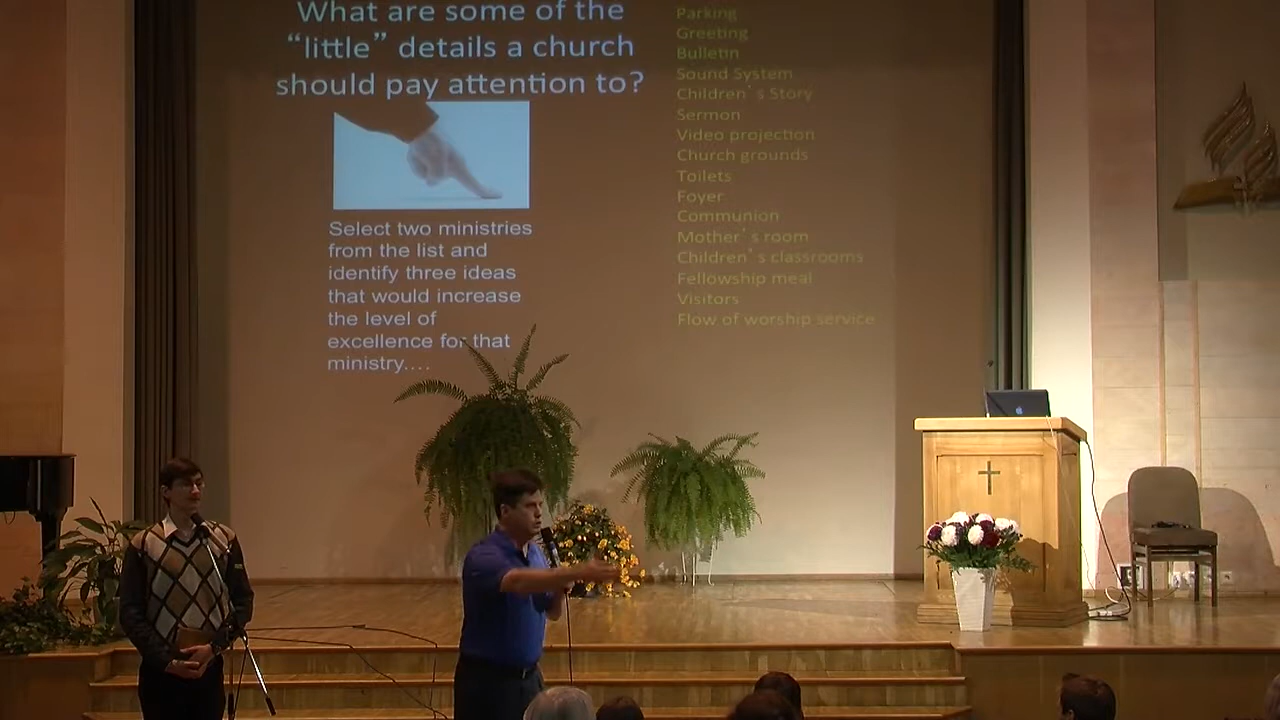 What are some of the
“little” details a church
should pay attention to?
Select two ministries
from the list and
identify three ideas
that would increase
the level of
excellence for that
ministry....
Parking
Greeting
Bulletin
Sound System
Children's Story
Sermon
Video projection
Church grounds
Toilets
Foyer
Communion
Mother's room
Children's classrooms
Fellowship meal
Visitors
Flow of worship service